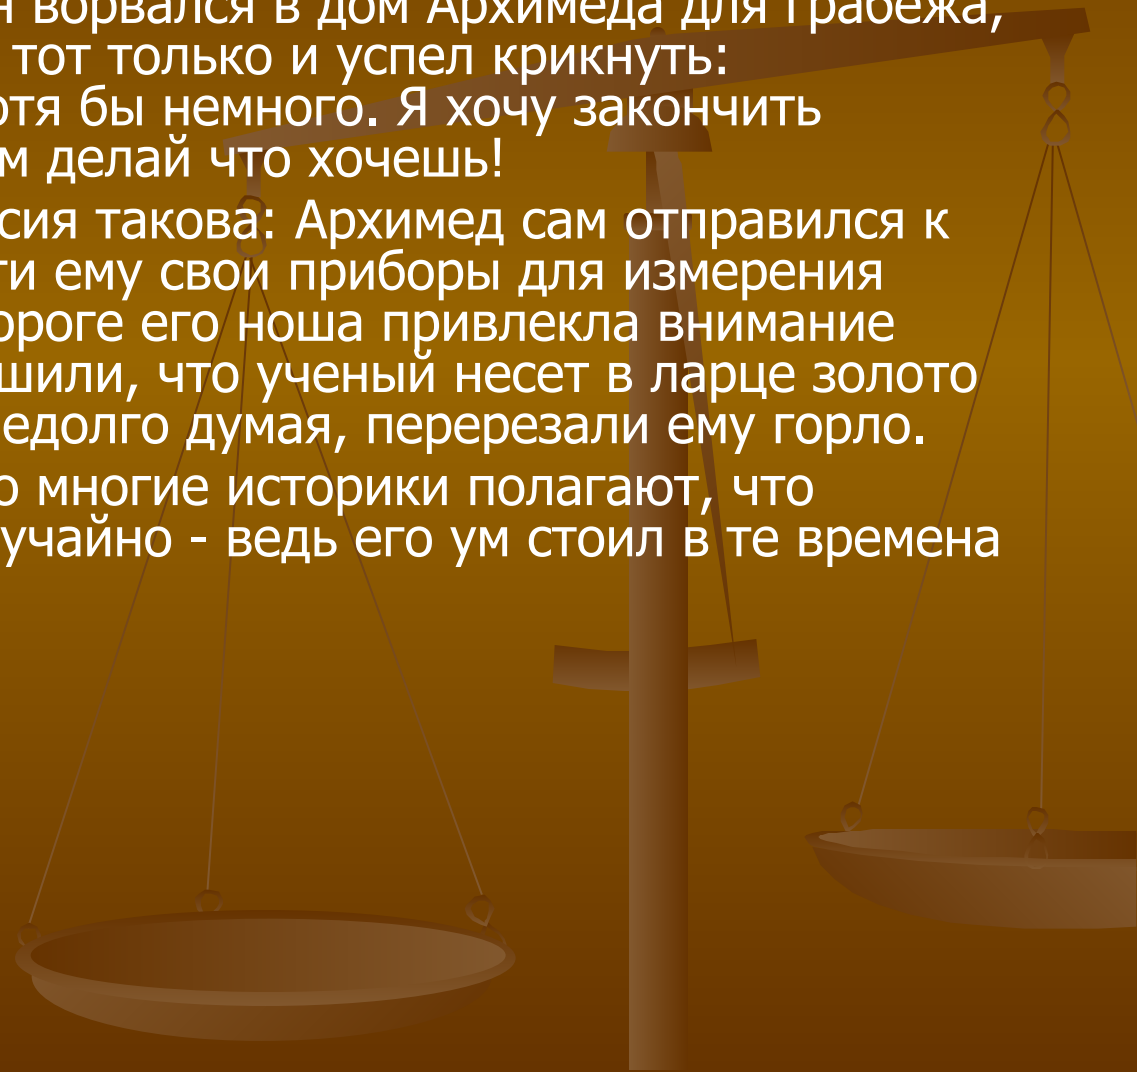 я ворвался в дом Архимеда для грабежа,
тот только и успел крикнуть:
отя бы немного. Я хочу закончить
м делай что хочешь!
сия такова: Архимед сам отправился к
ти ему свои приборы для измерения
ороге его ноша привлекла внимание
шили, что ученый несет в ларце золото
едолго думая, перерезали ему горло.
о многие историки полагают, что
учайно - ведь его ум стоил в те времена